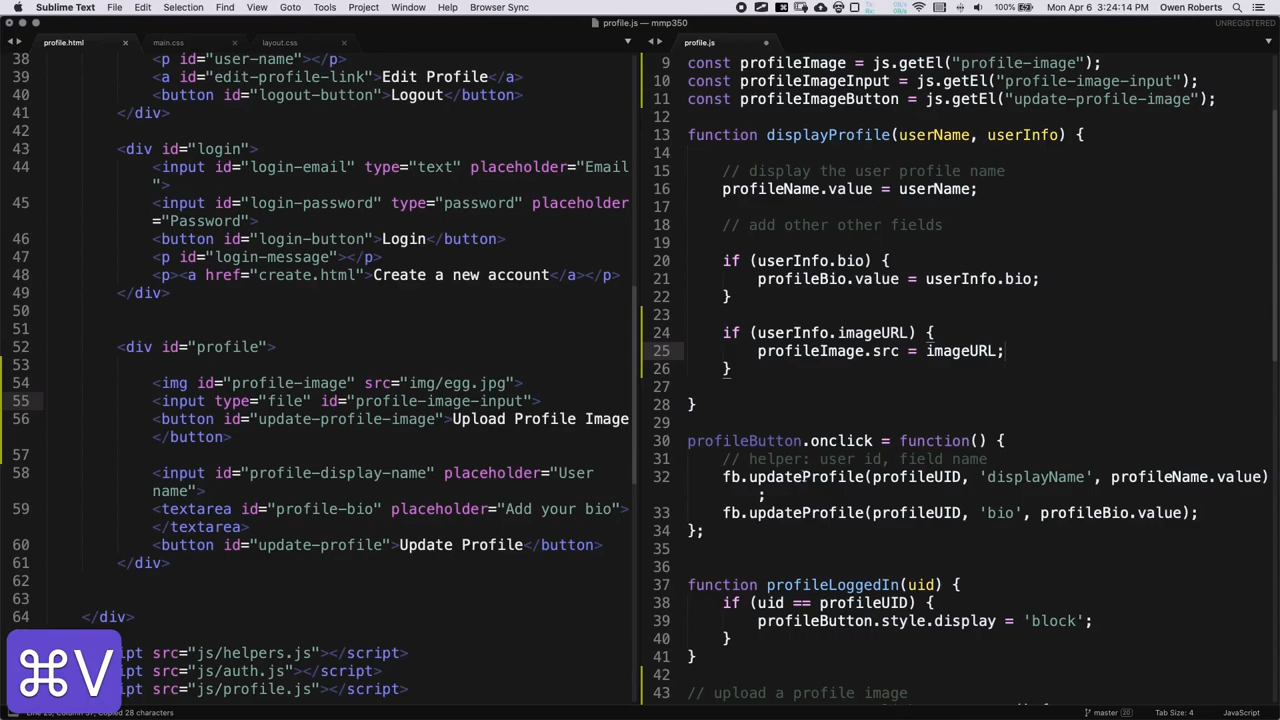 Sublime Text File Edit Selection Find View Goto Tools Project Window Help Browser Sync 100% Mon Apr 6 3:24:14 PM Owen Roberts
profile.js — mmp350 UNREGISTERED
profile.html main.css layout.css
38 <p id="user-name"></p>
39 <a id="edit-profile-link">Edit Profile</a>
40 <button id="logout-button">Logout</button>
41 </div>
42
43 <div id="login">
44 <input id="login-email" type="text" placeholder="Email
">
45 <input id="login-password" type="password" placeholder
="Password">
46 <button id="login-button">Login</button>
47 <p id="login-message"></p>
48 <p><a href="create.html">Create a new account</a></p>
49 </div>
50
51
52 <div id="profile">
53
54 <img id="profile-image" src="img/egg.jpg">
55 <input type="file" id="profile-image-input">
56 <button id="update-profile-image">Upload Profile Image
</button>
57
58 <input id="profile-display-name" placeholder="User
name">
59 <textarea id="profile-bio" placeholder="Add your bio">
</textarea>
60 <button id="update-profile">Update Profile</button>
61 </div>
62
63
64 </div>
ipt src="js/helpers.js"></script>
ipt src="js/auth.js"></script>
ipt src="js/profile.js"></script>
⌘V
profile.js
9 const profileImage = js.getEl("profile-image");
10 const profileImageInput = js.getEl("profile-image-input");
11 const profileImageButton = js.getEl("update-profile-image");
12
13 function displayProfile(userName, userInfo) {
14
15 // display the user profile name
16 profileName.value = userName;
17
18 // add other other fields
19
20 if (userInfo.bio) {
21 profileBio.value = userInfo.bio;
22 }
23
24 if (userInfo.imageURL) {
25 profileImage.src = imageURL;
26 }
27
28 }
29
30 profileButton.onclick = function() {
31 // helper: user id, field name
32 fb.updateProfile(profileUID, 'displayName', profileName.value)
;
33 fb.updateProfile(profileUID, 'bio', profileBio.value);
34 };
35
36
37 function profileLoggedIn(uid) {
38 if (uid == profileUID) {
39 profileButton.style.display = 'block';
40 }
41 }
42
43 // upload a profile image
Copied 28 characters master 20 Tab Size: 4 JavaScript